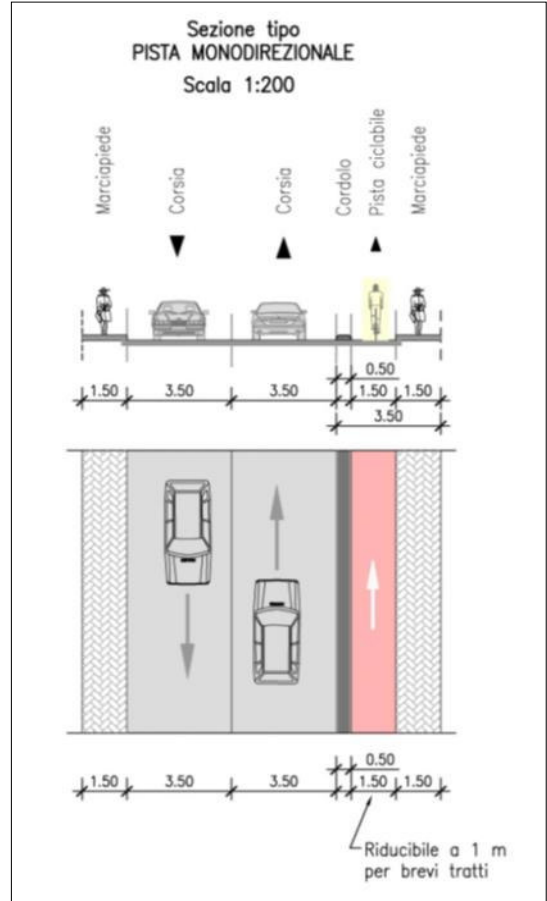 Sezione tipo
PISTA MONODIREZIONALE
Scala 1:200
Marciapiede
Corsia
Corsia
Cordolo
Pista ciclabile
Marciapiede
0.50
1.50 3.50 3.50 1.50 1.50
3.50
0.50
1.50 3.50 3.50 1.50 1.50
Riducibile a 1 m
per brevi tratti